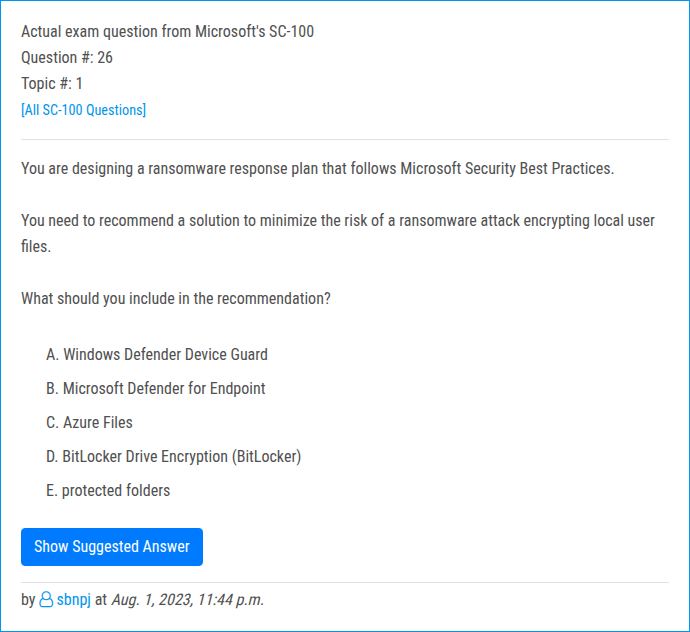 Actual exam question from Microsoft's SC-100
Question #: 26
Topic #: 1
[All SC-100 Questions]
You are designing a ransomware response plan that follows Microsoft Security Best Practices.
You need to recommend a solution to minimize the risk of a ransomware attack encrypting local user
files.
What should you include in the recommendation?
A. Windows Defender Device Guard
B. Microsoft Defender for Endpoint
C. Azure Files
D. BitLocker Drive Encryption (BitLocker)
E. protected folders
Show Suggested Answer
by sbnpj at Aug. 1, 2023, 11:44 p.m.